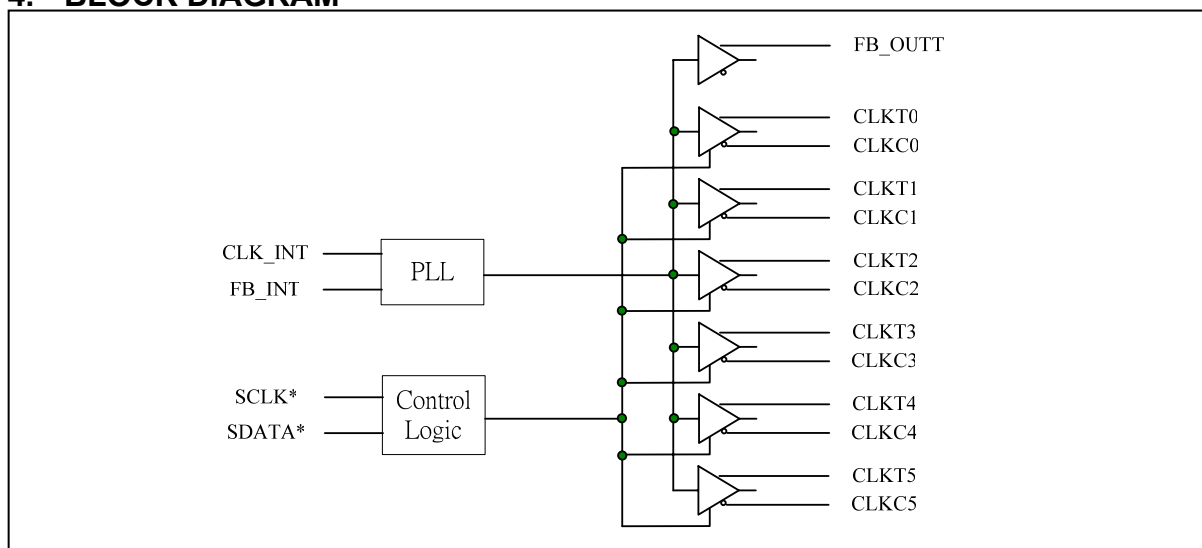 4. BLOCK DIAGRAM
FB_OUTT
CLKT0
CLKC0
CLKT1
CLKC1
CLK_INT
PLL
FB_INT
CLKT2
CLKC2
CLKT3
CLKC3
SCLK*
Control
Logic
SDATA*
CLKT4
CLKC4
CLKT5
CLKC5